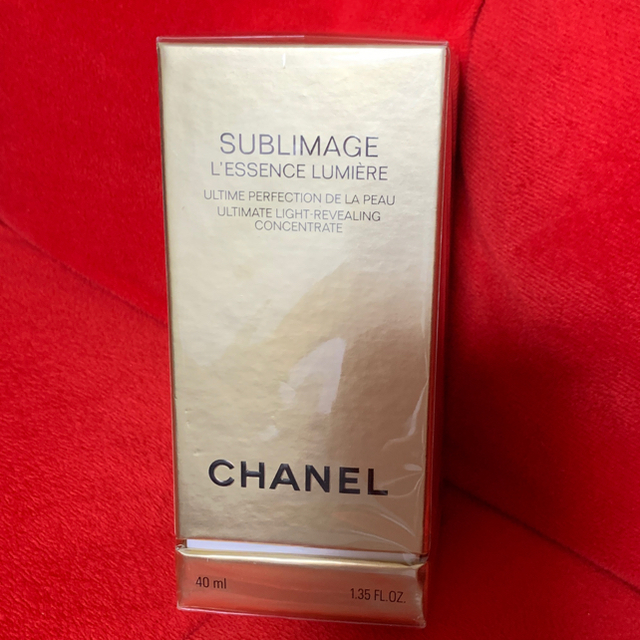 SUBLIMAGE
L'ESSENCE LUMIÈRE
ULTIME PERFECTION DE LA PEAU
ULTIMATE LIGHT-REVEALING
CONCENTRATE
CHANEL
40 ml 1.35 FL.OZ.